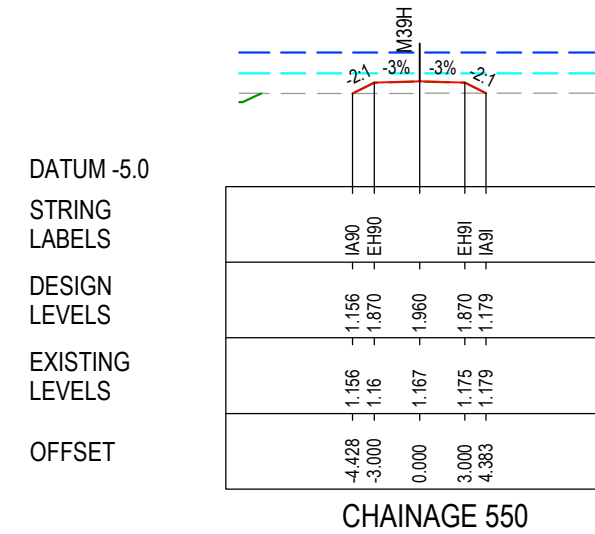 M39H
-2:1 -3% -3% -2:1
DATUM -5.0
STRING
LABELS
IA90 EH90 EH9I IA9I
DESIGN
LEVELS
1.156 1.870 1.960 1.870 1.179
EXISTING
LEVELS
1.156 1.16 1.167 1.175 1.179
OFFSET
-4.428 -3.000 0.000 3.000 4.383
CHAINAGE 550